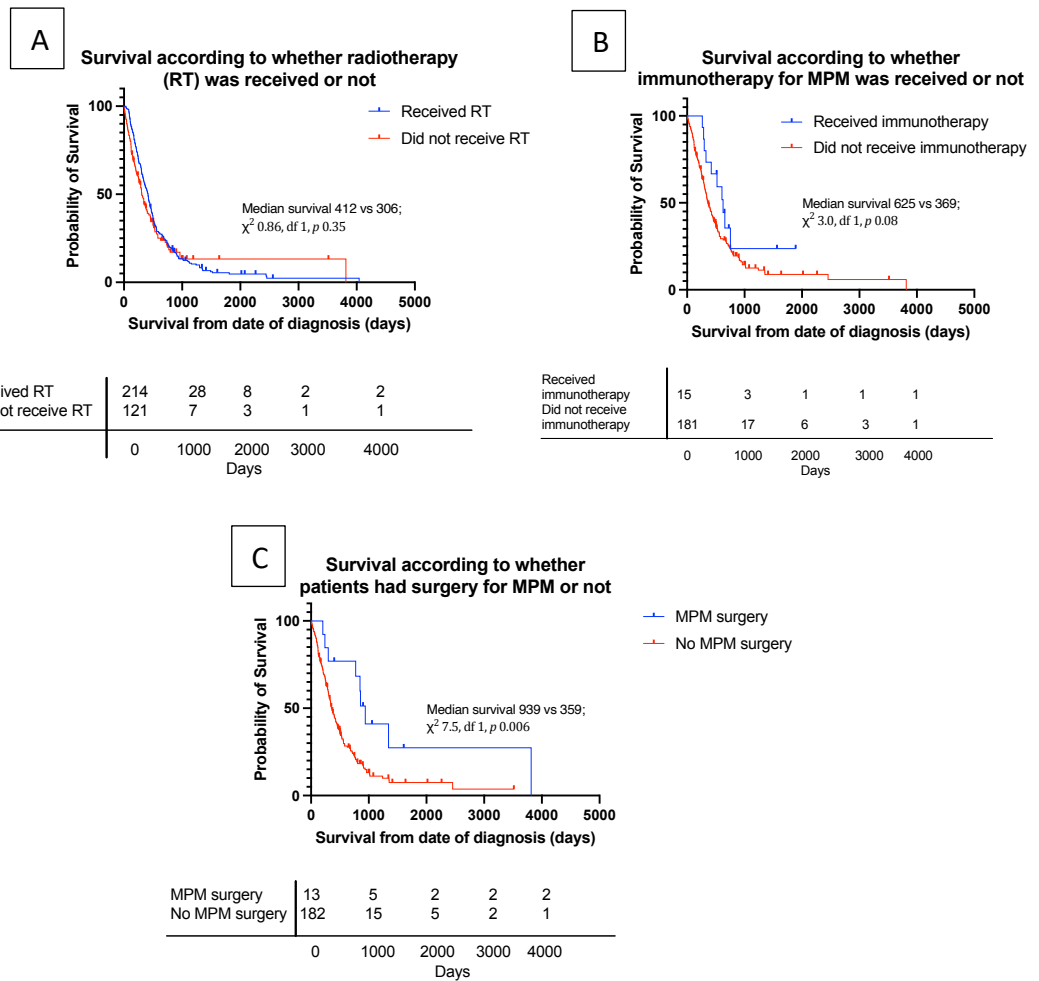 A
Survival according to whether radiotherapy
(RT) was received or not
Probability of Survival
100
50
0
0 1000 2000 3000 4000 5000
Survival from date of diagnosis (days)
Received RT
Did not receive RT
Median survival 412 vs 306;
χ² 0.86, df 1, p 0.35
ived RT 214 28 8 2 2
ot receive RT 121 7 3 1 1
0 1000 2000 3000 4000
Days
B
Survival according to whether
immunotherapy for MPM was received or not
Probability of Survival
100
50
0
0 1000 2000 3000 4000 5000
Survival from date of diagnosis (days)
Received immunotherapy
Did not receive immunotherapy
Median survival 625 vs 369;
χ² 3.0, df 1, p 0.08
Received
immunotherapy 15 3 1 1 1
Did not receive
immunotherapy 181 17 6 3 1
0 1000 2000 3000 4000
Days
C
Survival according to whether
patients had surgery for MPM or not
Probability of Survival
100
50
0
0 1000 2000 3000 4000 5000
Survival from date of diagnosis (days)
MPM surgery
No MPM surgery
Median survival 939 vs 359;
χ² 7.5, df 1, p 0.006
MPM surgery 13 5 2 2 2
No MPM surgery 182 15 5 2 1
0 1000 2000 3000 4000
Days